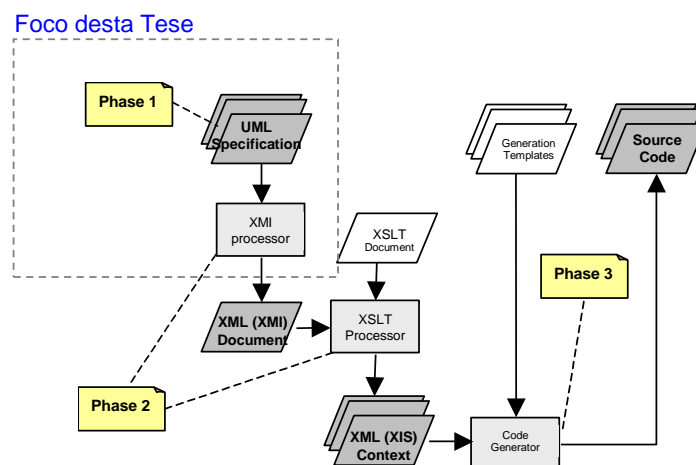 Foco desta Tese
Phase 1
UML
Specification
Generation
Templates
Source
Code
XMI
processor
XSLT
Document
Phase 3
XML (XMI)
Document
XSLT
Processor
Phase 2
XML (XIS)
Context
Code
Generator